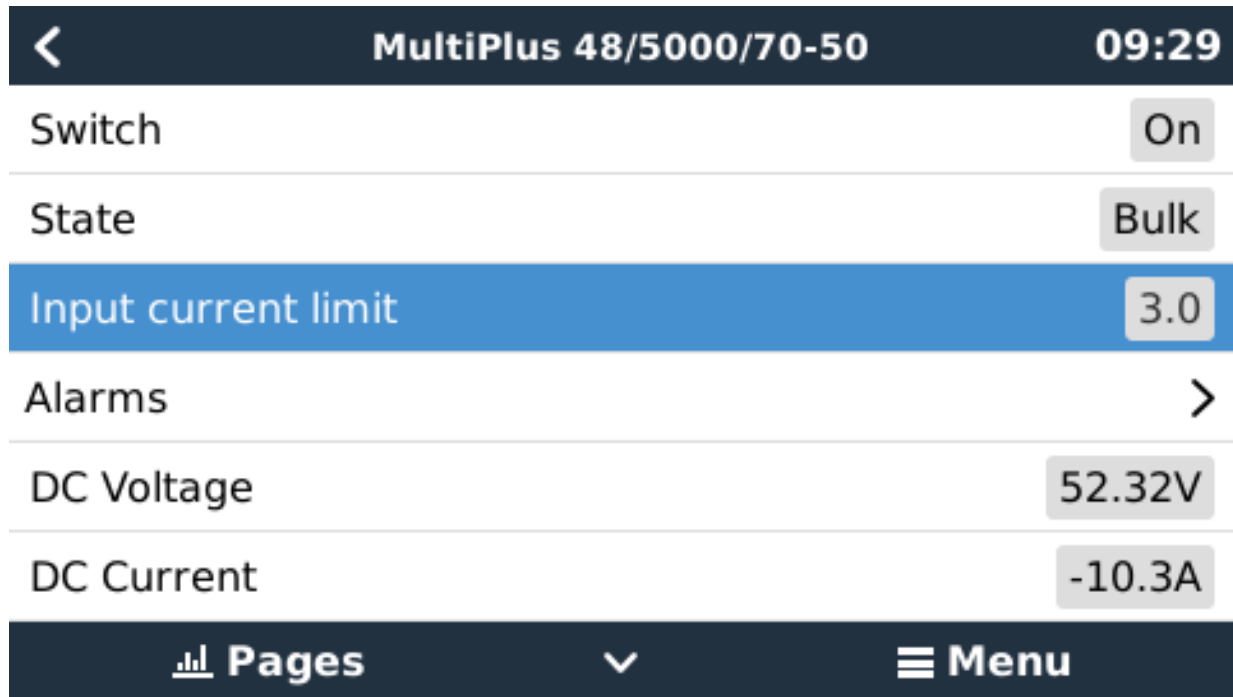 MultiPlus 48/5000/70-50 09:29
Switch On
State Bulk
Input current limit 3.0
Alarms
DC Voltage 52.32V
DC Current -10.3A
Pages Menu